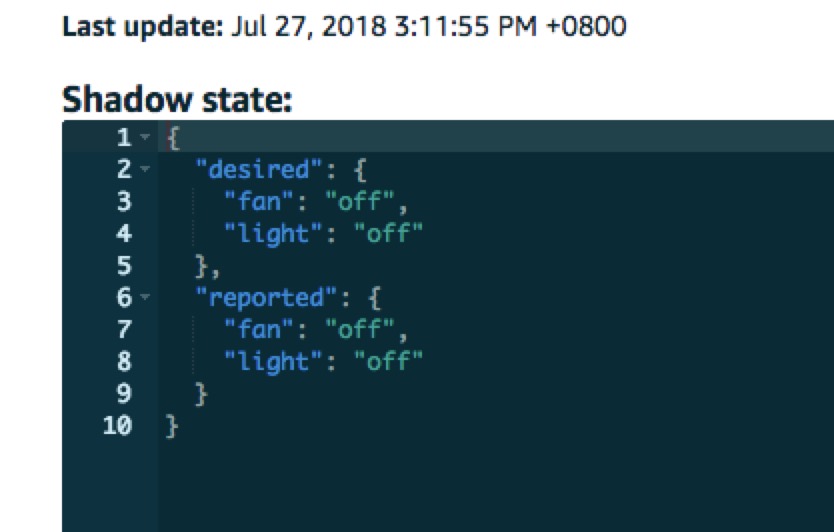 Last update: Jul 27, 2018 3:11:55 PM +0800
Shadow state:
1 {
2 "desired": {
3 "fan": "off",
4 "light": "off"
5 },
6 "reported": {
7 "fan": "off",
8 "light": "off"
9 }
10 }